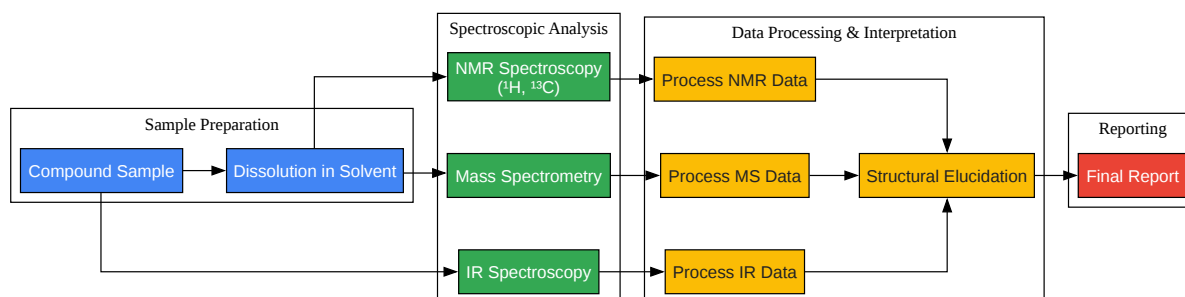 Spectroscopic Analysis
Data Processing & Interpretation
NMR Spectroscopy
(¹H, ¹³C)
Process NMR Data
Sample Preparation
Reporting
Compound Sample
Dissolution in Solvent
Mass Spectrometry
Process MS Data
Structural Elucidation
Final Report
IR Spectroscopy
Process IR Data